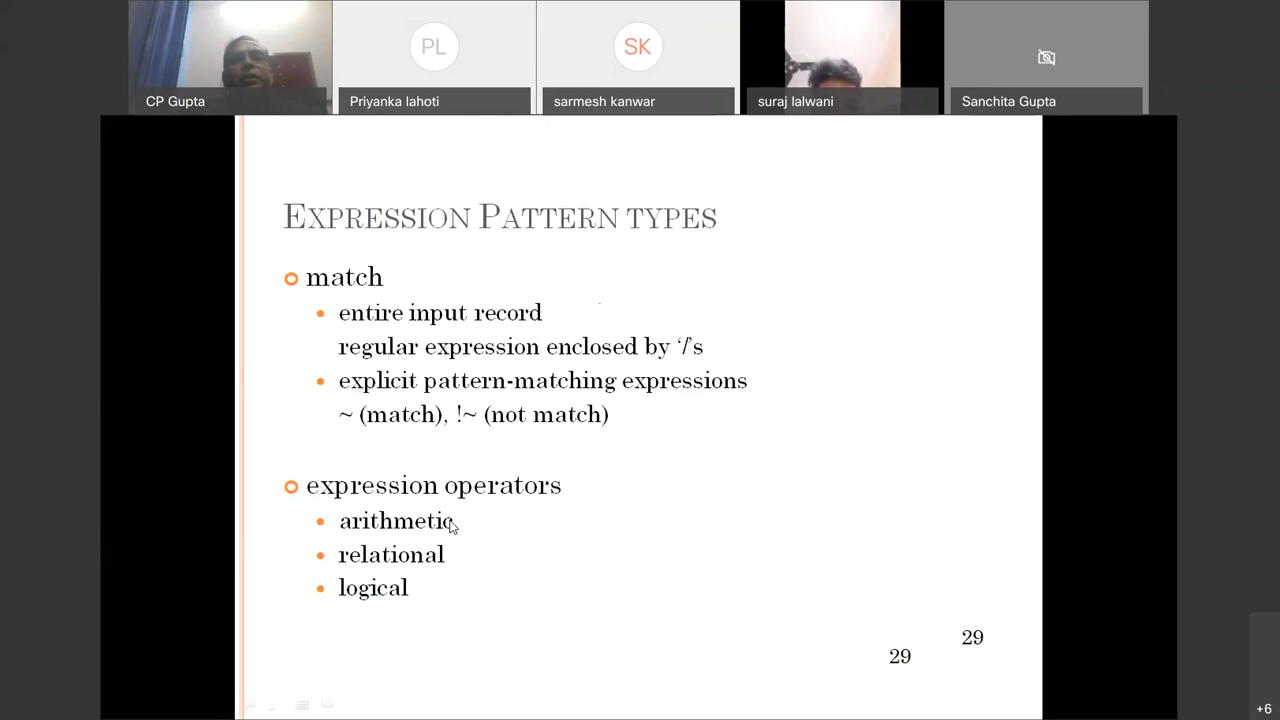 PL
SK
CP Gupta
Priyanka lahoti
sarmesh kanwar
suraj lalwani
Sanchita Gupta
EXPRESSION PATTERN TYPES
match
entire input record
regular expression enclosed by ‘/’s
explicit pattern-matching expressions
~ (match), !~ (not match)
expression operators
arithmetic
relational
logical
29
29
+6